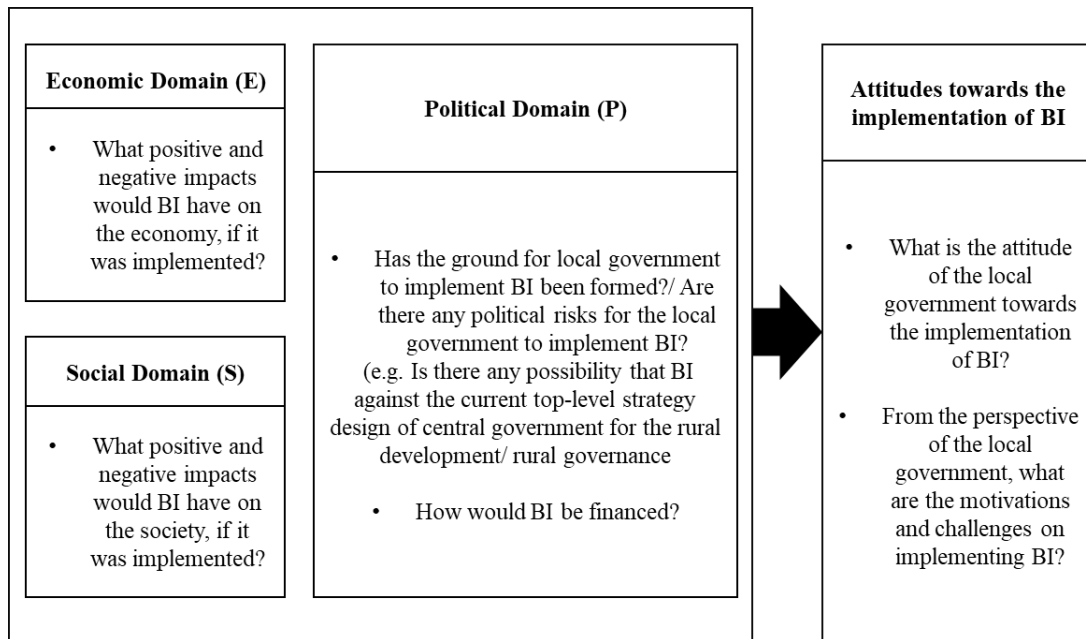 Economic Domain (E)
• What positive and
negative impacts
would BI have on
the economy, if it
was implemented?
Social Domain (S)
• What positive and
negative impacts
would BI have on
the society, if it
was implemented?
Political Domain (P)
• Has the ground for local government
to implement BI been formed?/ Are
there any political risks for the local
government to implement BI?
(e.g. Is there any possibility that BI
against the current top-level strategy
design of central government for the rural
development/ rural governance
• How would BI be financed?
Attitudes towards the
implementation of BI
• What is the attitude
of the local
government towards
the implementation
of BI?
• From the perspective
of the local
government, what
are the motivations
and challenges on
implementing BI?